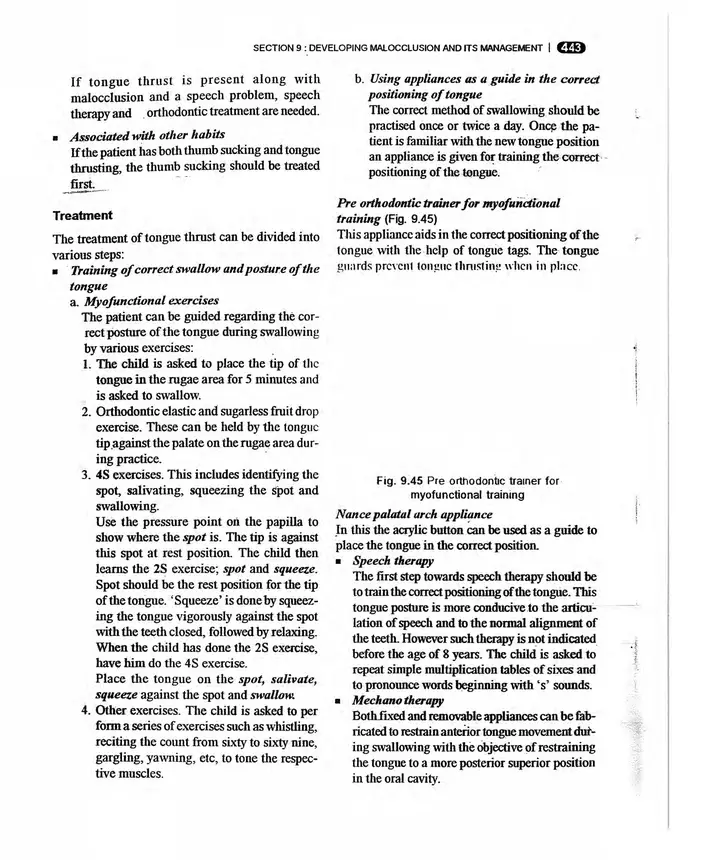 SECTION 9 : DEVELOPING MALOCCLUSION AND ITS MANAGEMENT | 443
If tongue thrust is present along with
malocclusion and a speech problem, speech
therapy and orthodontic treatment are needed.
▪ Associated with other habits
If the patient has both thumb sucking and tongue
thrusting, the thumb sucking should be treated
first.
Treatment
The treatment of tongue thrust can be divided into
various steps:
▪ Training of correct swallow and posture of the
tongue
a. Myofunctional exercises
The patient can be guided regarding the cor-
rect posture of the tongue during swallowing
by various exercises:
1. The child is asked to place the tip of the
tongue in the rugae area for 5 minutes and
is asked to swallow.
2. Orthodontic elastic and sugarless fruit drop
exercise. These can be held by the tongue
tip against the palate on the rugae area dur-
ing practice.
3. 4S exercises. This includes identifying the
spot, salivating, squeezing the spot and
swallowing.
Use the pressure point on the papilla to
show where the spot is. The tip is against
this spot at rest position. The child then
learns the 2S exercise; spot and squeeze.
Spot should be the rest position for the tip
of the tongue. ‘Squeeze’ is done by squeez-
ing the tongue vigorously against the spot
with the teeth closed, followed by relaxing.
When the child has done the 2S exercise,
have him do the 4S exercise.
Place the tongue on the spot, salivate,
squeeze against the spot and swallow.
4. Other exercises. The child is asked to per
form a series of exercises such as whistling,
reciting the count from sixty to sixty nine,
gargling, yawning, etc, to tone the respec-
tive muscles.
b. Using appliances as a guide in the correct
positioning of tongue
The correct method of swallowing should be
practised once or twice a day. Once the pa-
tient is familiar with the new tongue position
an appliance is given for training the correct
positioning of the tongue.
Pre orthodontic trainer for myofunctional
training (Fig. 9.45)
This appliance aids in the correct positioning of the
tongue with the help of tongue tags. The tongue
guards prevent tongue thrusting when in place.
Fig. 9.45 Pre orthodontic trainer for
myofunctional training
Nance palatal arch appliance
In this the acrylic button can be used as a guide to
place the tongue in the correct position.
▪ Speech therapy
The first step towards speech therapy should be
to train the correct positioning of the tongue. This
tongue posture is more conducive to the articu-
lation of speech and to the normal alignment of
the teeth. However such therapy is not indicated
before the age of 8 years. The child is asked to
repeat simple multiplication tables of sixes and
to pronounce words beginning with ‘s’ sounds.
▪ Mechanotherapy
Both fixed and removable appliances can be fab-
ricated to restrain anterior tongue movement dur-
ing swallowing with the objective of restraining
the tongue to a more posterior superior position
in the oral cavity.